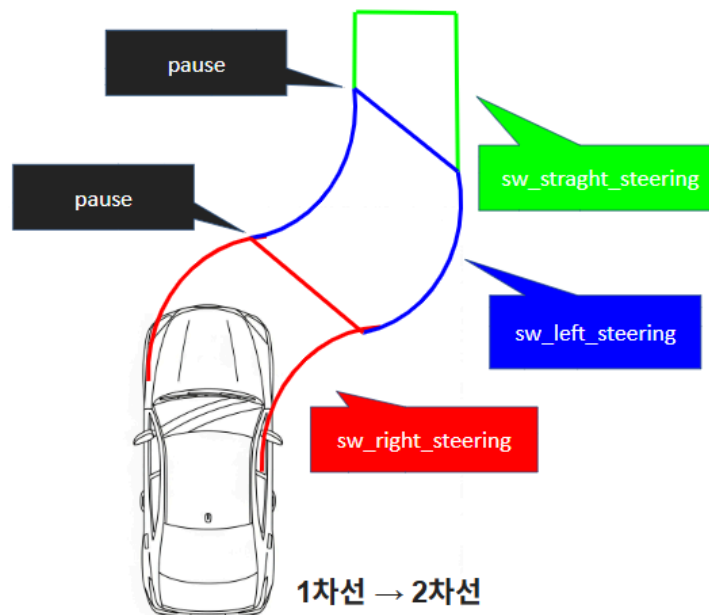 pause
sw_straght_steering
pause
sw_left_steering
sw_right_steering
1차선 → 2차선